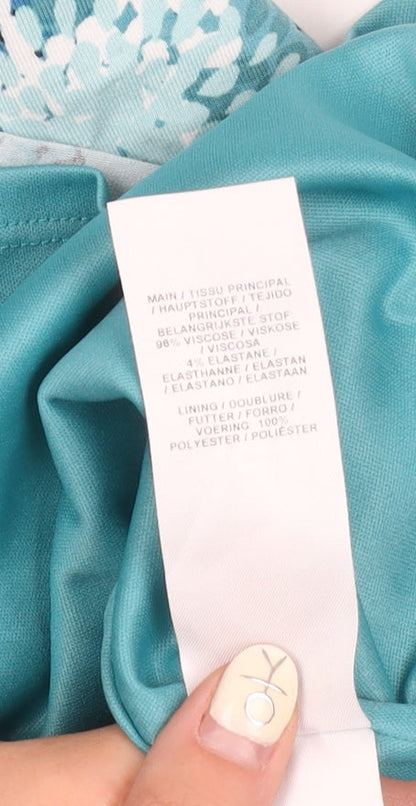 MAIN / TISSU PRINCIPAL
/ HAUPTSTOFF / TEJIDO
PRINCIPAL /
BELANGRIJKSTE STOF
96% VISCOSE / VISKOSE
/ VISCOSA
4% ELASTANE /
ELASTHANNE / ELASTAN
/ ELASTANO / ELASTAAN
LINING / DOUBLURE /
FUTTER / FORRO /
VOERING 100%
POLYESTER / POLIÉSTER